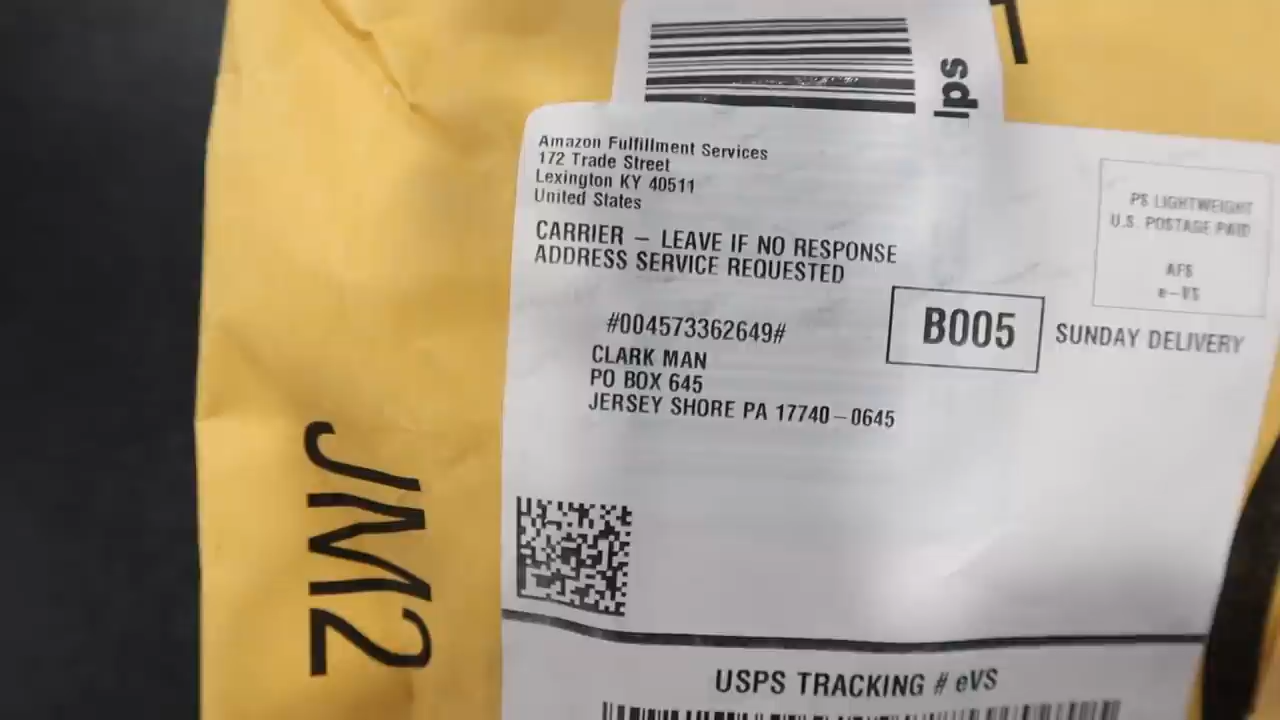 lps
Amazon Fulfillment Services
172 Trade Street
Lexington KY 40511
United States
PS LIGHTWEIGHT
U.S. POSTAGE PAID
AFS
e-VS
CARRIER – LEAVE IF NO RESPONSE
ADDRESS SERVICE REQUESTED
B005
SUNDAY DELIVERY
#004573362649#
CLARK MAN
PO BOX 645
JERSEY SHORE PA 17740-0645
JM2
USPS TRACKING # eVS